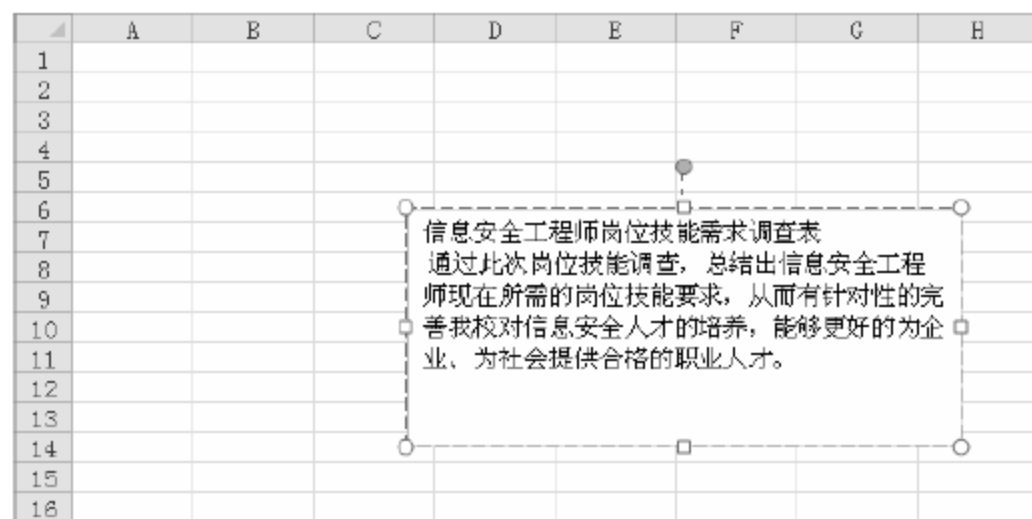 A B C D E F G H
1
2
3
4
5
6
7
8
9
10
11
12
13
14
15
16
信息安全工程师岗位技能需求调查表
通过此次岗位技能调查，总结出信息安全工程
师现在所需的岗位技能要求，从而有针对性的完
善我校对信息安全人才的培养，能够更好的为企
业、为社会提供合格的职业人才。